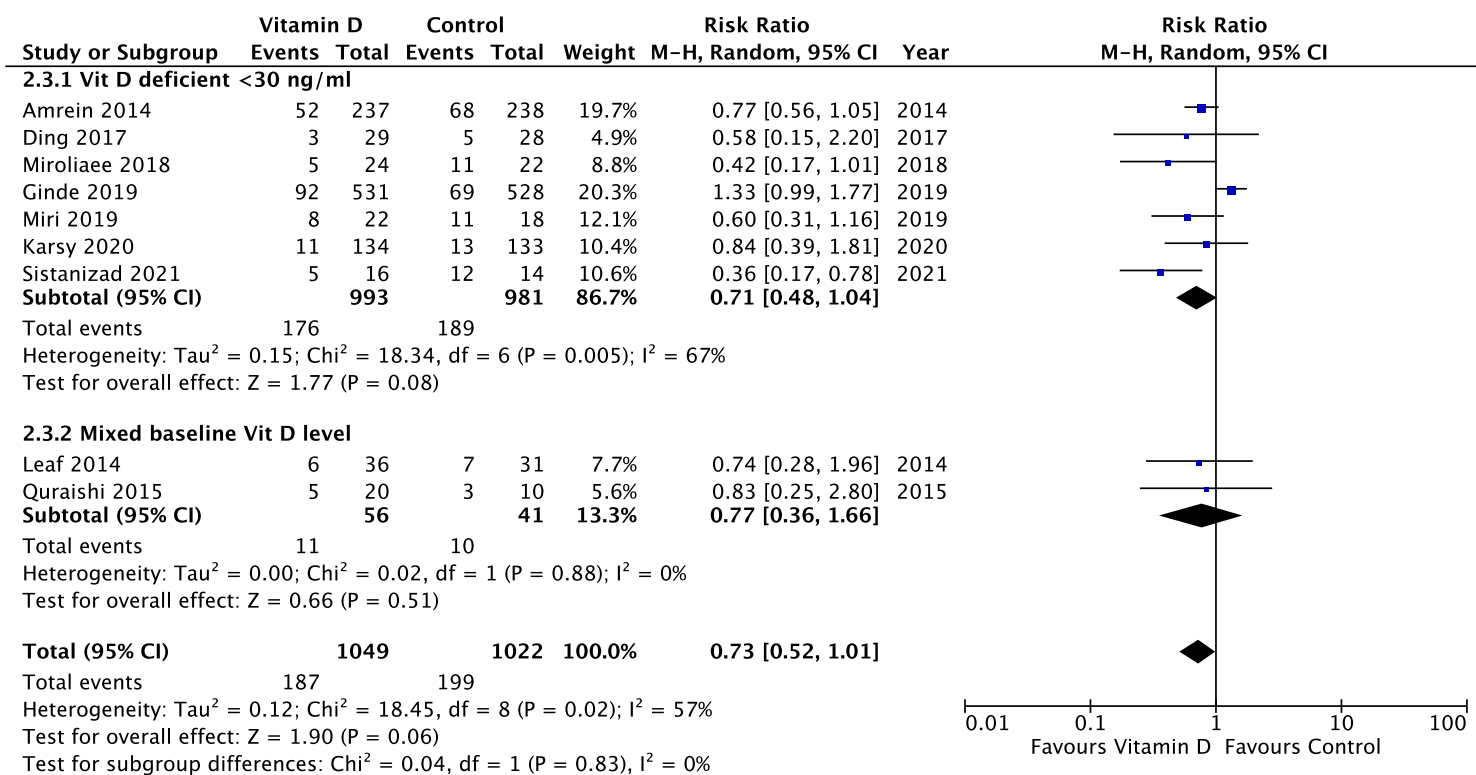 Vitamin D Control Risk Ratio Risk Ratio
Study or Subgroup Events Total Events Total Weight M-H, Random, 95% CI Year M-H, Random, 95% CI
2.3.1 Vit D deficient <30 ng/ml
Amrein 2014 52 237 68 238 19.7% 0.77 [0.56, 1.05] 2014
Ding 2017 3 29 5 28 4.9% 0.58 [0.15, 2.20] 2017
Miroliaee 2018 5 24 11 22 8.8% 0.42 [0.17, 1.01] 2018
Ginde 2019 92 531 69 528 20.3% 1.33 [0.99, 1.77] 2019
Miri 2019 8 22 11 18 12.1% 0.60 [0.31, 1.16] 2019
Karsy 2020 11 134 13 133 10.4% 0.84 [0.39, 1.81] 2020
Sistanizad 2021 5 16 12 14 10.6% 0.36 [0.17, 0.78] 2021
Subtotal (95% CI) 993 981 86.7% 0.71 [0.48, 1.04]
Total events 176 189
Heterogeneity: Tau² = 0.15; Chi² = 18.34, df = 6 (P = 0.005); I² = 67%
Test for overall effect: Z = 1.77 (P = 0.08)
2.3.2 Mixed baseline Vit D level
Leaf 2014 6 36 7 31 7.7% 0.74 [0.28, 1.96] 2014
Quraishi 2015 5 20 3 10 5.6% 0.83 [0.25, 2.80] 2015
Subtotal (95% CI) 56 41 13.3% 0.77 [0.36, 1.66]
Total events 11 10
Heterogeneity: Tau² = 0.00; Chi² = 0.02, df = 1 (P = 0.88); I² = 0%
Test for overall effect: Z = 0.66 (P = 0.51)
Total (95% CI) 1049 1022 100.0% 0.73 [0.52, 1.01]
Total events 187 199
Heterogeneity: Tau² = 0.12; Chi² = 18.45, df = 8 (P = 0.02); I² = 57%
Test for overall effect: Z = 1.90 (P = 0.06)
Test for subgroup differences: Chi² = 0.04, df = 1 (P = 0.83), I² = 0%
0.01 0.1 1 10 100
Favours Vitamin D Favours Control